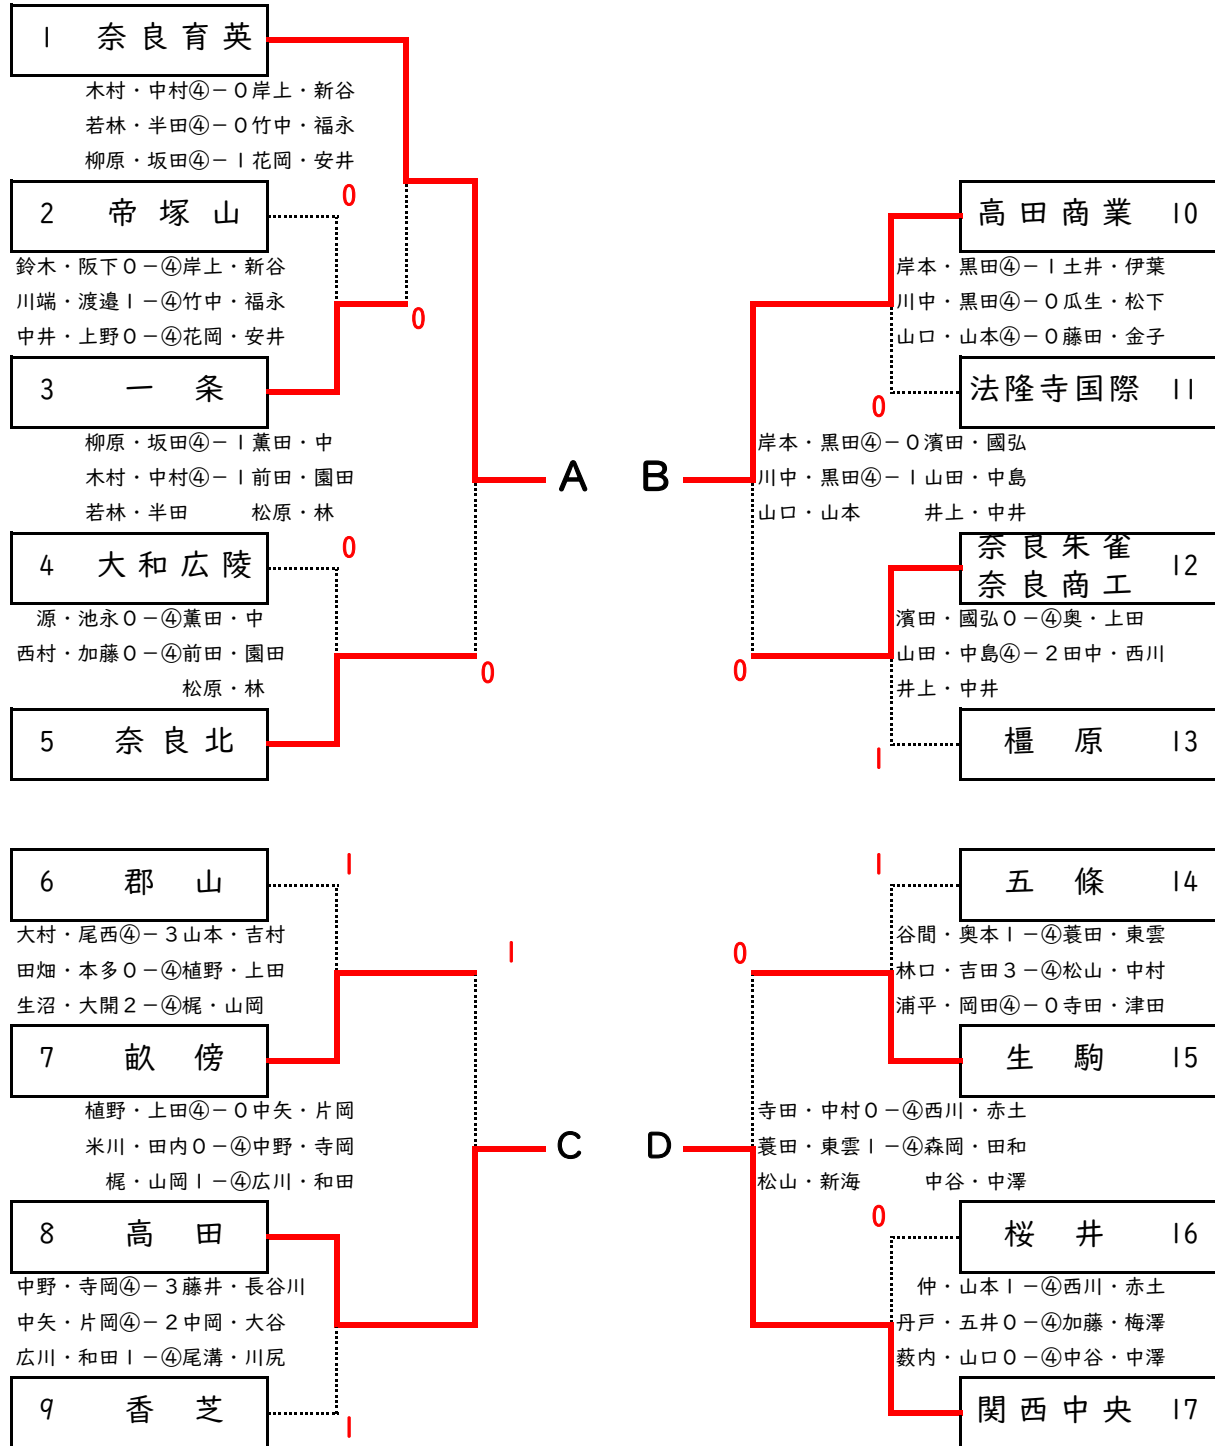 1 奈良育英
木村・中村④－0岸上・新谷
若林・半田④－0竹中・福永
柳原・坂田④－1花岡・安井
0
2 帝塚山
鈴木・阪下0－④岸上・新谷
川端・渡邉1－④竹中・福永
中井・上野0－④花岡・安井
0
3 一条
柳原・坂田④－1薫田・中
木村・中村④－1前田・園田
若林・半田 松原・林
A
0
4 大和広陵
源・池永0－④薫田・中
西村・加藤0－④前田・園田
松原・林
0
5 奈良北
高田商業 10
岸本・黒田④－1土井・伊葉
川中・黒田④－0瓜生・松下
山口・山本④－0藤田・金子
法隆寺国際 11
0
岸本・黒田④－0濱田・國弘
川中・黒田④－1山田・中島
山口・山本 井上・中井
B
奈良朱雀
奈良商工 12
濱田・國弘0－④奥・上田
山田・中島④－2田中・西川
井上・中井
0
橿原 13
1
6 郡山
1
大村・尾西④－3山本・吉村
田畑・本多0－④植野・上田
生沼・大開2－④梶・山岡
1
7 畝傍
植野・上田④－0中矢・片岡
米川・田内0－④中野・寺岡
梶・山岡1－④広川・和田
C
8 高田
中野・寺岡④－3藤井・長谷川
中矢・片岡④－2中岡・大谷
広川・和田1－④尾溝・川尻
9 香芝
1
1
五條 14
谷間・奥本1－④蓑田・東雲
林口・吉田3－④松山・中村
浦平・岡田④－0寺田・津田
0
生駒 15
寺田・中村0－④西川・赤土
蓑田・東雲1－④森岡・田和
松山・新海 中谷・中澤
D
0
桜井 16
仲・山本1－④西川・赤土
丹戸・五井0－④加藤・梅澤
薮内・山口0－④中谷・中澤
関西中央 17